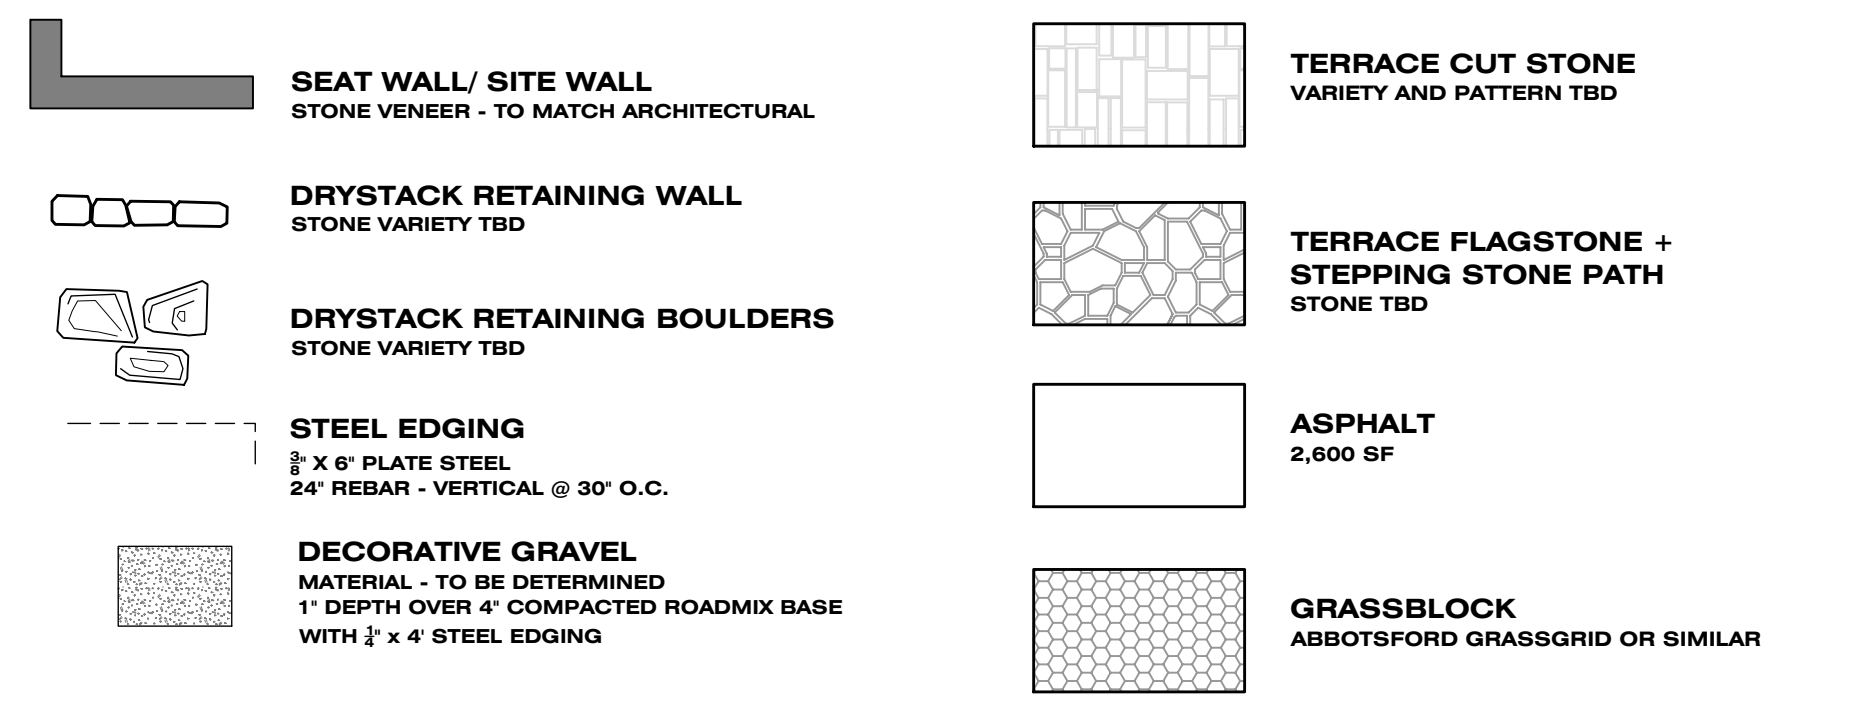 SEAT WALL/ SITE WALL
STONE VENEER - TO MATCH ARCHITECTURAL
DRYSTACK RETAINING WALL
STONE VARIETY TBD
DRYSTACK RETAINING BOULDERS
STONE VARIETY TBD
STEEL EDGING
3/8" X 6" PLATE STEEL
24" REBAR - VERTICAL @ 30" O.C.
DECORATIVE GRAVEL
MATERIAL - TO BE DETERMINED
1" DEPTH OVER 4" COMPACTED ROADMIX BASE
WITH 1/4" x 4' STEEL EDGING
TERRACE CUT STONE
VARIETY AND PATTERN TBD
TERRACE FLAGSTONE +
STEPPING STONE PATH
STONE TBD
ASPHALT
2,600 SF
GRASSBLOCK
ABBOTSFORD GRASSGRID OR SIMILAR